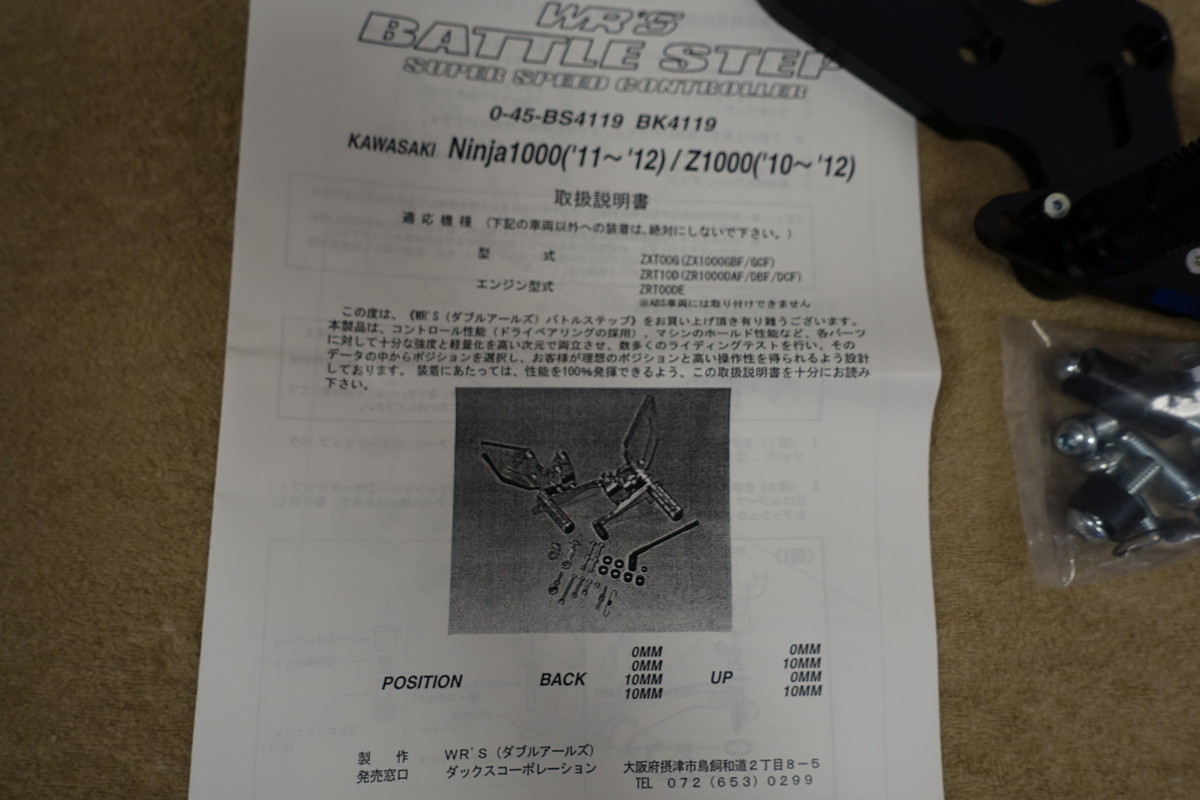 WR'S
BATTLE STEP
SUPER SPEED CONTROLLER
0-45-BS4119 BK4119
KAWASAKI Ninja1000('11～'12)/Z1000('10～'12)
取扱説明書
適応機種 (下記の車両以外への装着は、絶対にしないで下さい。)
型式 ZXT00G(ZX1000GBF/GCF)
ZRT10D(ZR1000DAF/DBF/DCF)
エンジン型式 ZRT00DE
※ABS車両には取り付けできません
この度は、《WR'S（ダブルアールズ）バトルステップ》をお買い上げ頂き有り難うございます。
本製品は、コントロール性能（ドライベアリングの採用）、マシンのホールド性能など、各パーツ
に対して十分な強度と軽量化を高い次元で両立させ、数多くのライディングテストを行い、その
データの中からポジションを選択し、お客様が理想のポジションと高い操作性を得られるよう設計
しております。 装着にあたっては、性能を100%発揮できるよう、この取扱説明書を十分にお読み
下さい。
POSITION BACK 0MM 0MM 10MM 10MM UP 0MM 10MM 0MM 10MM
製作 WR'S（ダブルアールズ）
発売窓口 ダックスコーポレーション 大阪府摂津市鳥飼和道２丁目８－５
TEL ０７２（６５３）０２９９